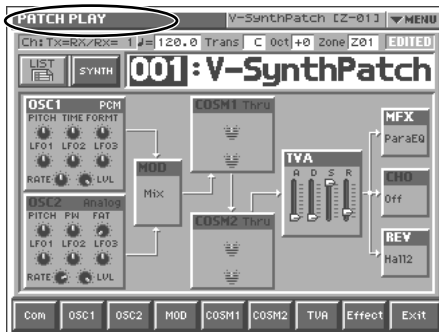 PATCH PLAY
V-SynthPatch [Z-01]
▼MENU
Ch:Tx=RX/Rx= 1 ♩=120.0 Trans C Oct +0 Zone Z01 EDITED
LIST
SYNTH
001:V-SynthPatch
OSC1 PCM
PITCH TIME FORMT
LFO1 LFO2 LFO3
RATE LVL
OSC2 Analog
PITCH PW FAT
LFO1 LFO2 LFO3
RATE LVL
MOD
Mix
COSM1 Thru
COSM2 Thru
TVA
A D S R
MFX
ParaEQ
CHO
Off
REV
Hall2
Com OSC1 OSC2 MOD COSM1 COSM2 TVA Effect Exit